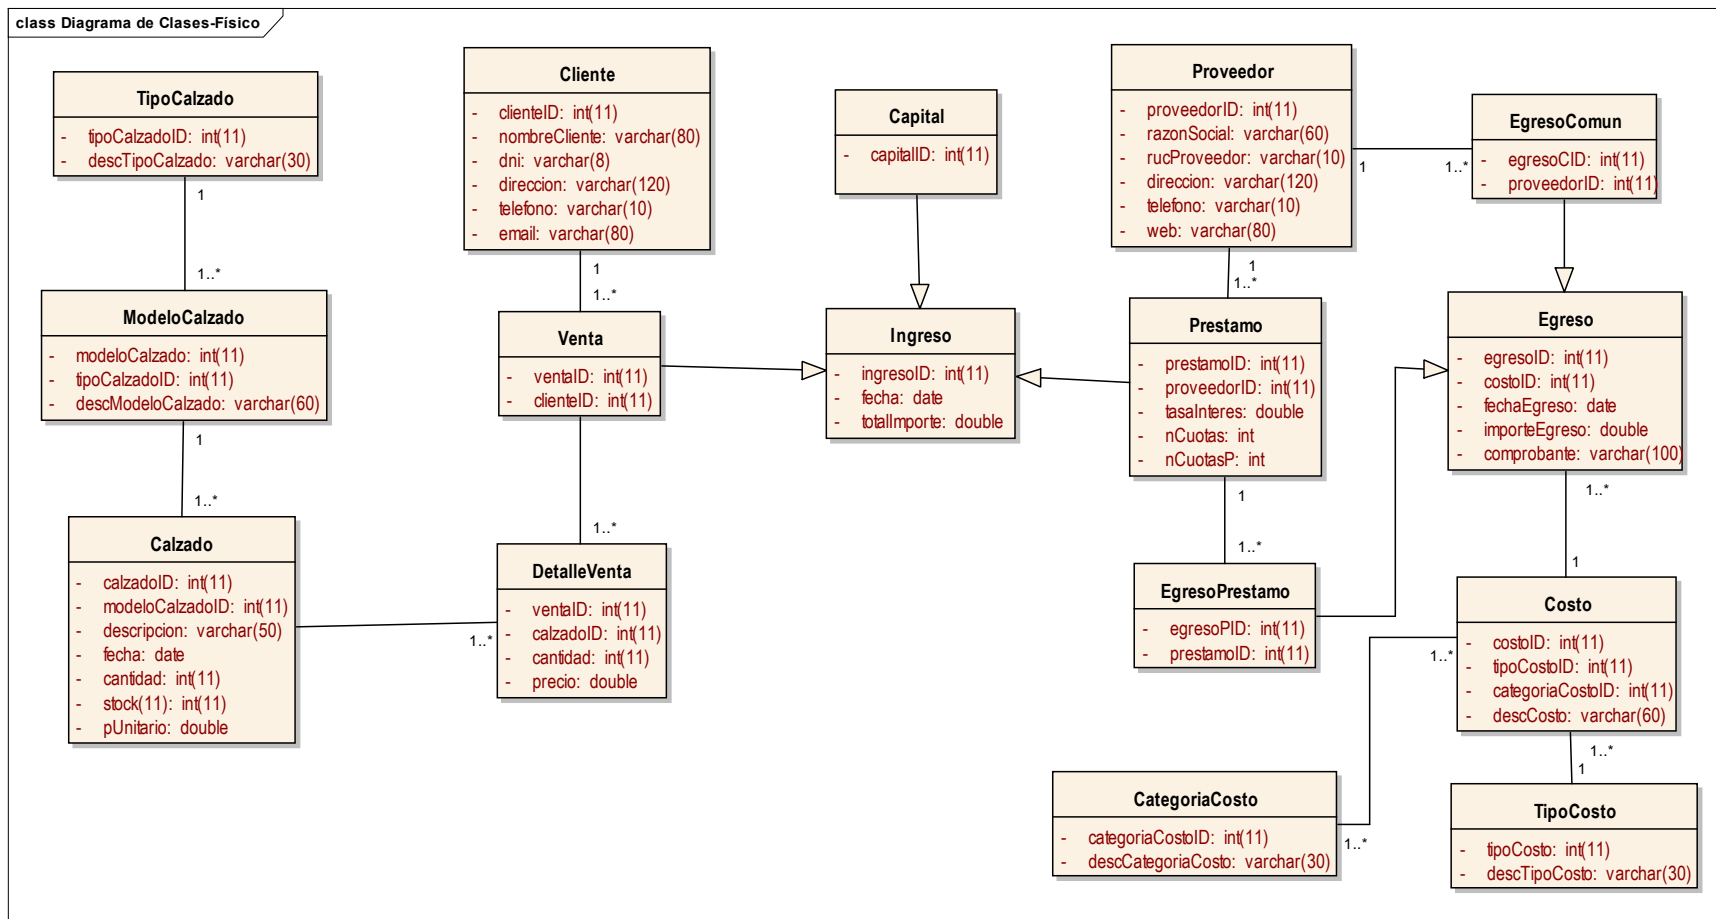 class Diagrama de Clases-Físico
TipoCalzado
- tipoCalzadoID: int(11)
- descTipoCalzado: varchar(30)
1
1..*
ModeloCalzado
- modeloCalzado: int(11)
- tipoCalzadoID: int(11)
- descModeloCalzado: varchar(60)
1
1..*
Calzado
- calzadoID: int(11)
- modeloCalzadoID: int(11)
- descripcion: varchar(50)
- fecha: date
- cantidad: int(11)
- stock(11): int(11)
- pUnitario: double
1..*
Cliente
- clienteID: int(11)
- nombreCliente: varchar(80)
- dni: varchar(8)
- direccion: varchar(120)
- telefono: varchar(10)
- email: varchar(80)
1
1..*
Venta
- ventaID: int(11)
- clienteID: int(11)
1..*
DetalleVenta
- ventaID: int(11)
- calzadoID: int(11)
- cantidad: int(11)
- precio: double
Capital
- capitalID: int(11)
Ingreso
- ingresoID: int(11)
- fecha: date
- totalImporte: double
Proveedor
- proveedorID: int(11)
- razonSocial: varchar(60)
- rucProveedor: varchar(10)
- direccion: varchar(120)
- telefono: varchar(10)
- web: varchar(80)
1
1..*
1
1..*
Prestamo
- prestamoID: int(11)
- proveedorID: int(11)
- tasaInteres: double
- nCuotas: int
- nCuotasP: int
1
1..*
EgresoPrestamo
- egresoPID: int(11)
- prestamoID: int(11)
EgresoComun
- egresoCID: int(11)
- proveedorID: int(11)
Egreso
- egresoID: int(11)
- costoID: int(11)
- fechaEgreso: date
- importeEgreso: double
- comprobante: varchar(100)
1..*
1
Costo
- costoID: int(11)
- tipoCostoID: int(11)
- categoriaCostoID: int(11)
- descCosto: varchar(60)
1..*
1..*
1
CategoriaCosto
- categoriaCostoID: int(11)
- descCategoriaCosto: varchar(30)
1..*
TipoCosto
- tipoCosto: int(11)
- descTipoCosto: varchar(30)